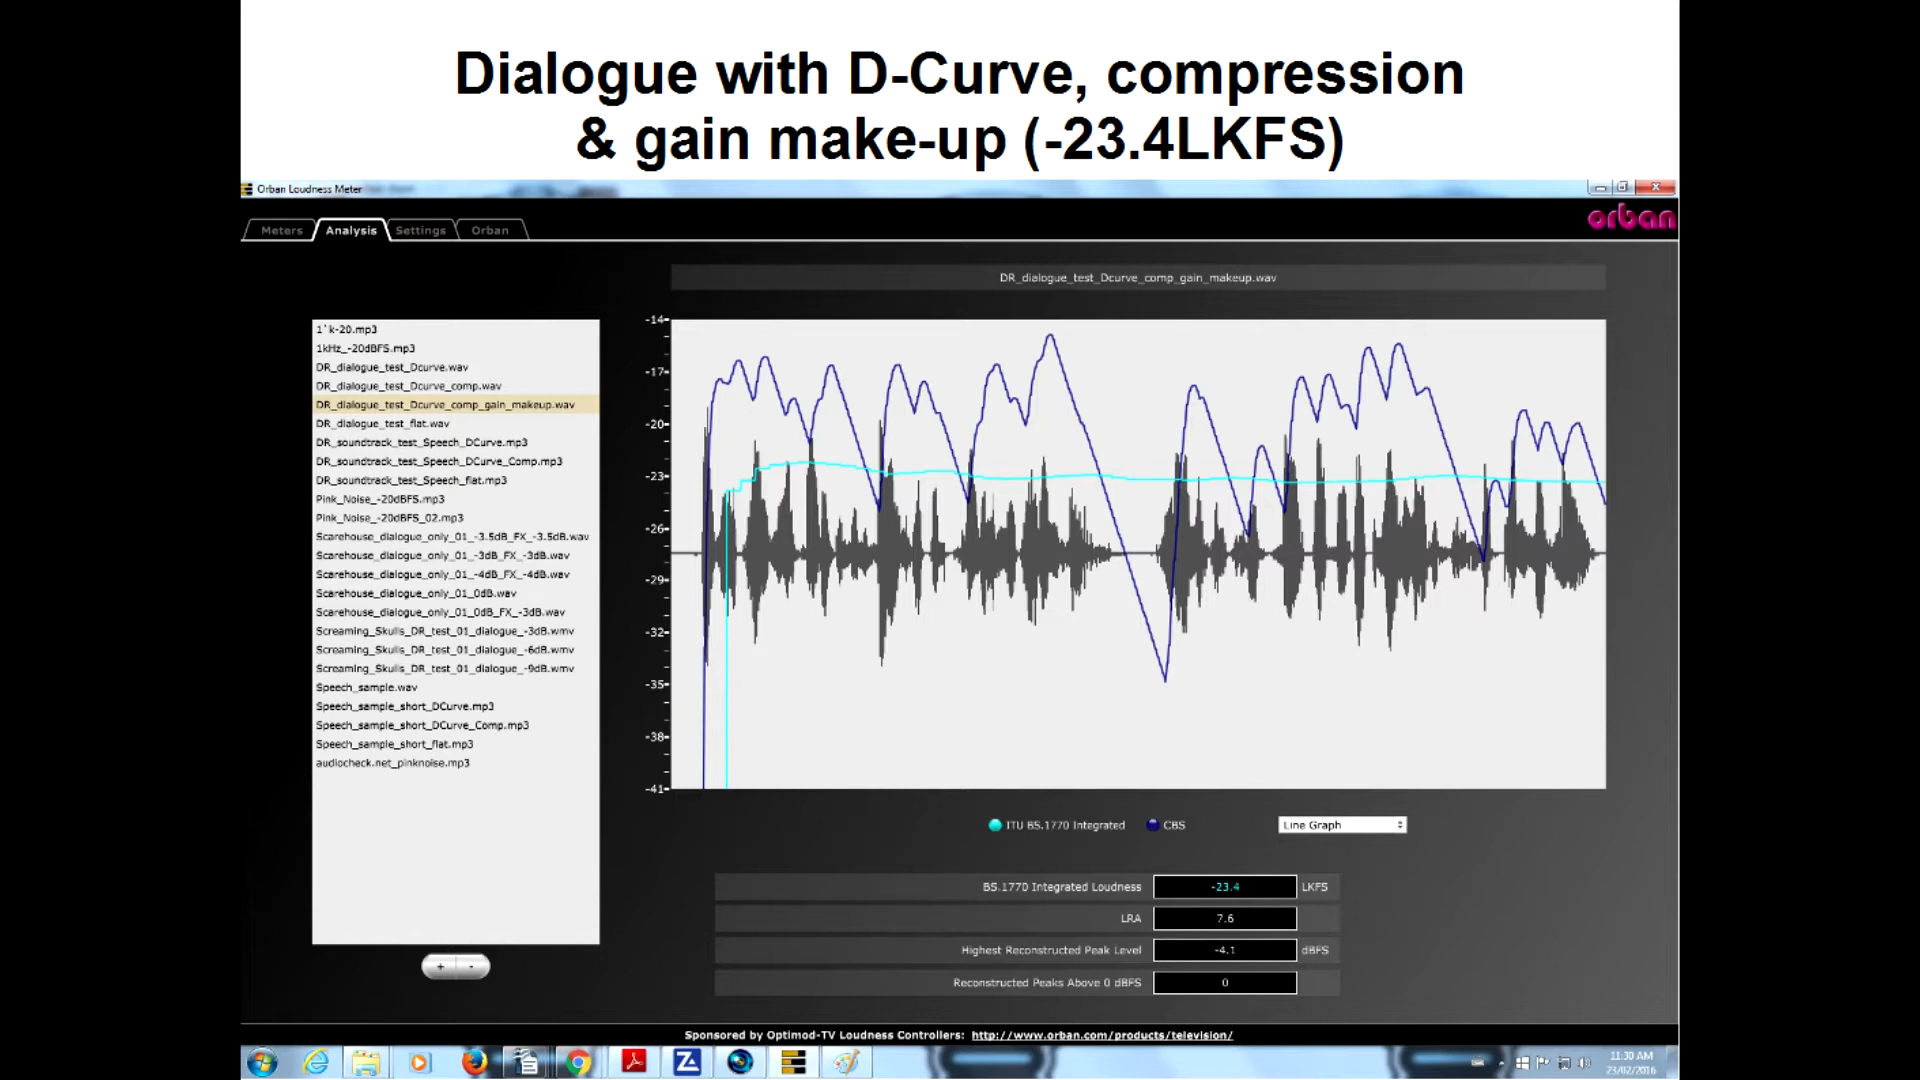 Dialogue with D-Curve, compression
& gain make-up (-23.4LKFS)
Orban Loudness Meter
orban
Meters
Analysis
Settings
Orban
DR_dialogue_test_Dcurve_comp_gain_makeup.wav
1`k-20.mp3
1kHz_-20dBFS.mp3
DR_dialogue_test_Dcurve.wav
DR_dialogue_test_Dcurve_comp.wav
DR_dialogue_test_Dcurve_comp_gain_makeup.wav
DR_dialogue_test_flat.wav
DR_soundtrack_test_Speech_DCurve.mp3
DR_soundtrack_test_Speech_DCurve_Comp.mp3
DR_soundtrack_test_Speech_flat.mp3
Pink_Noise_-20dBFS.mp3
Pink_Noise_-20dBFS_02.mp3
Scarehouse_dialogue_only_01_-3.5dB_FX_-3.5dB.wav
Scarehouse_dialogue_only_01_-3dB_FX_-3dB.wav
Scarehouse_dialogue_only_01_-4dB_FX_-4dB.wav
Scarehouse_dialogue_only_01_0dB.wav
Scarehouse_dialogue_only_01_0dB_FX_-3dB.wav
Screaming_Skulls_DR_test_01_dialogue_-3dB.wmv
Screaming_Skulls_DR_test_01_dialogue_-6dB.wmv
Screaming_Skulls_DR_test_01_dialogue_-9dB.wmv
Speech_sample.wav
Speech_sample_short_DCurve.mp3
Speech_sample_short_DCurve_Comp.mp3
Speech_sample_short_flat.mp3
audiocheck.net_pinknoise.mp3
+ -
-14
-17
-20
-23
-26
-29
-32
-35
-38
-41
ITU BS.1770 Integrated
CBS
Line Graph
BS.1770 Integrated Loudness -23.4 LKFS
LRA 7.6
Highest Reconstructed Peak Level -4.1 dBFS
Reconstructed Peaks Above 0 dBFS 0
Sponsored by Optimod-TV Loudness Controllers: http://www.orban.com/products/television/
11:30 AM
23/02/2016